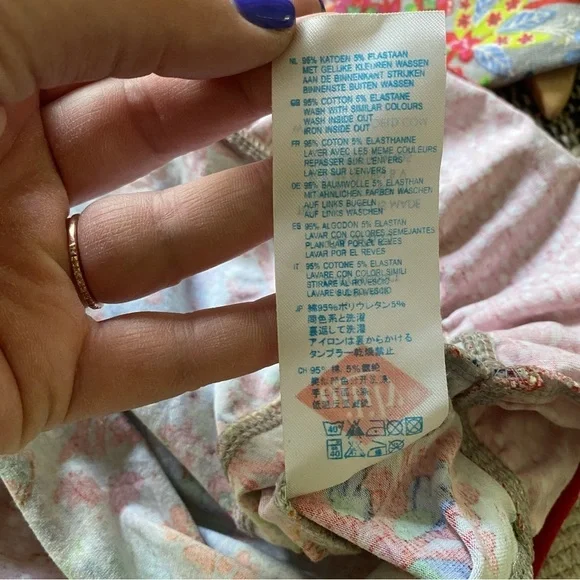 NL 95% KATOEN 5% ELASTAAN
MET GELIJKE KLEUREN WASSEN
AAN DE BINNENKANT STRIJKEN
BINNENSTE BUITEN WASSEN
GB 95% COTTON 5% ELASTANE
WASH WITH SIMILAR COLOURS
WASH INSIDE OUT
IRON INSIDE OUT
FR 95% COTON 5% ELASTHANNE
LAVER AVEC LES MEME COULEURS
REPASSER SUR L'ENVERS
LAVER SUR L'ENVERS
DE 95% BAUMWOLLE 5% ELASTHAN
MIT ÄHNLICHEN FARBEN WASCHEN
AUF LINKS BUGELN
AUF LINKS WASCHEN
ES 95% ALGODON 5% ELASTAN
LAVAR CON COLORES SEMEJANTES
PLANCHAR POR EL REVES
LAVAR POR EL REVES
IT 95% COTONE 5% ELASTAN
LAVARE CON COLORI SIMILI
STIRARE AL ROVESCIO
LAVARE SUL ROVESCIO
JP 綿95%ポリウレタン5%
同色系と洗濯
裏返して洗濯
アイロンは裏からかける
タンブラー乾燥禁止
CH 95% 棉 5%
40
40